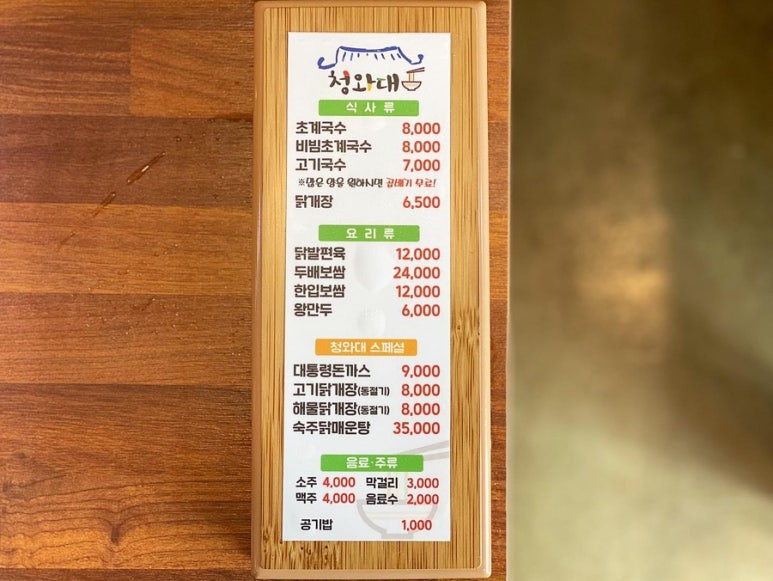 청와대
식 사 류
초계국수 8,000
비빔초계국수 8,000
고기국수 7,000
※많은 양을 원하시면 곱배기 무료!
닭개장 6,500
요 리 류
닭발편육 12,000
두배보쌈 24,000
한입보쌈 12,000
왕만두 6,000
청와대 스페셜
대통령돈까스 9,000
고기닭개장(동절기) 8,000
해물닭개장(동절기) 8,000
숙주닭매운탕 35,000
음료·주류
소주 4,000 막걸리 3,000
맥주 4,000 음료수 2,000
공기밥 1,000